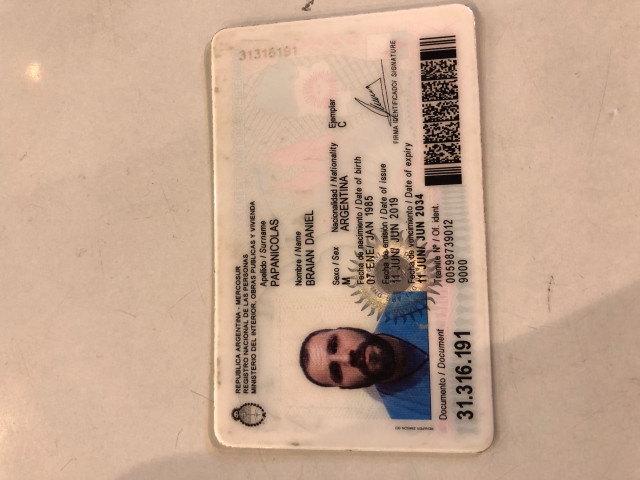 REPUBLICA ARGENTINA - MERCOSUR
REGISTRO NACIONAL DE LAS PERSONAS
MINISTERIO DEL INTERIOR, OBRAS PUBLICAS Y VIVIENDA
31316191
Apellido / Surname
PAPANICOLAS
Nombre / Name
BRAIAN DANIEL
Sexo / Sex Nacionalidad / Nationality Ejemplar
M ARGENTINA C
Fecha de nacimiento / Date of birth
07 ENE/ JAN 1985
Fecha de emisión / Date of issue
11 JUN/ JUN 2019
Fecha de vencimiento / Date of expiry
11 JUN/ JUN 2034
FIRMA IDENTIFICADO/ SIGNATURE
Trámite Nº / Of. ident.
00598739012
9000
Documento / Document
31.316.191